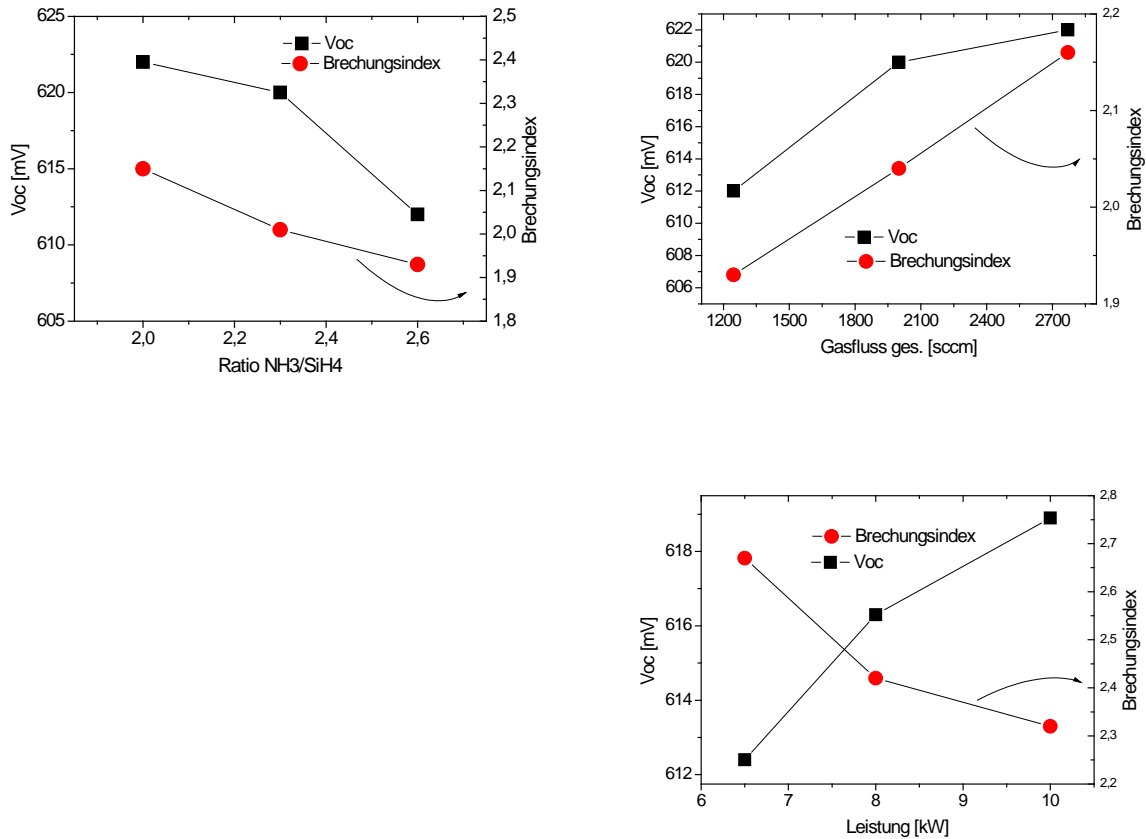 625
620
615
610
605
Voc [mV]
2,5
2,4
2,3
2,2
2,1
2,0
1,9
1,8
Brechungsindex
Voc
Brechungsindex
2,0 2,2 2,4 2,6
Ratio NH3/SiH4
622
620
618
616
614
612
610
608
606
Voc [mV]
2,2
2,1
2,0
1,9
Brechungsindex
Voc
Brechungsindex
1200 1500 1800 2100 2400 2700
Gasfluss ges. [sccm]
618
616
614
612
Voc [mV]
2,8
2,7
2,6
2,5
2,4
2,3
2,2
Brechungsindex
Brechungsindex
Voc
6 7 8 9 10
Leistung [kW]